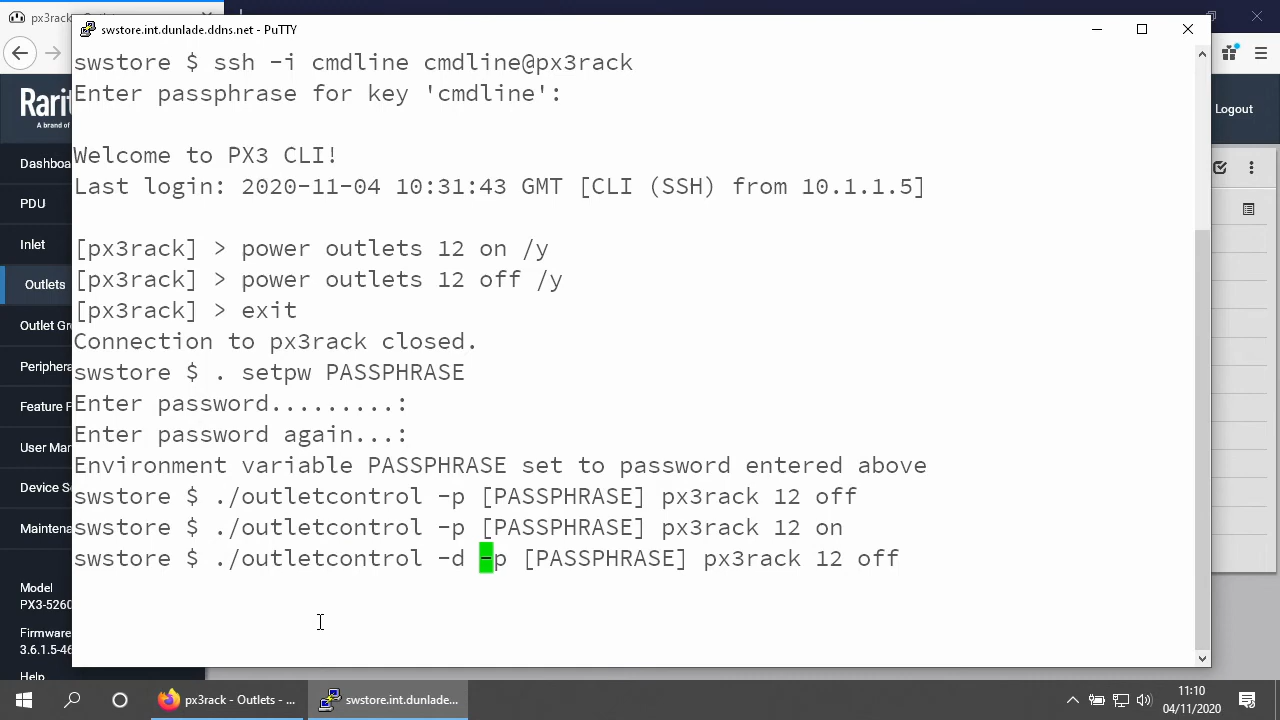 px3rack
swstore.int.dunlade.ddns.net - PuTTY
swstore $ ssh -i cmdline cmdline@px3rack
Enter passphrase for key 'cmdline':
Welcome to PX3 CLI!
Last login: 2020-11-04 10:31:43 GMT [CLI (SSH) from 10.1.1.5]
[px3rack] > power outlets 12 on /y
[px3rack] > power outlets 12 off /y
[px3rack] > exit
Connection to px3rack closed.
swstore $ . setpw PASSPHRASE
Enter password.........:
Enter password again...:
Environment variable PASSPHRASE set to password entered above
swstore $ ./outletcontrol -p [PASSPHRASE] px3rack 12 off
swstore $ ./outletcontrol -p [PASSPHRASE] px3rack 12 on
swstore $ ./outletcontrol -d -p [PASSPHRASE] px3rack 12 off
Rarit
A brand of
Dashboa
PDU
Inlet
Outlets
Outlet Gr
Periphera
Feature P
User Man
Device S
Maintena
Model
PX3-5260
Firmware
3.6.1.5-46
Help
Logout
px3rack - Outlets - ...
swstore.int.dunlade.ddns...
11:10
04/11/2020